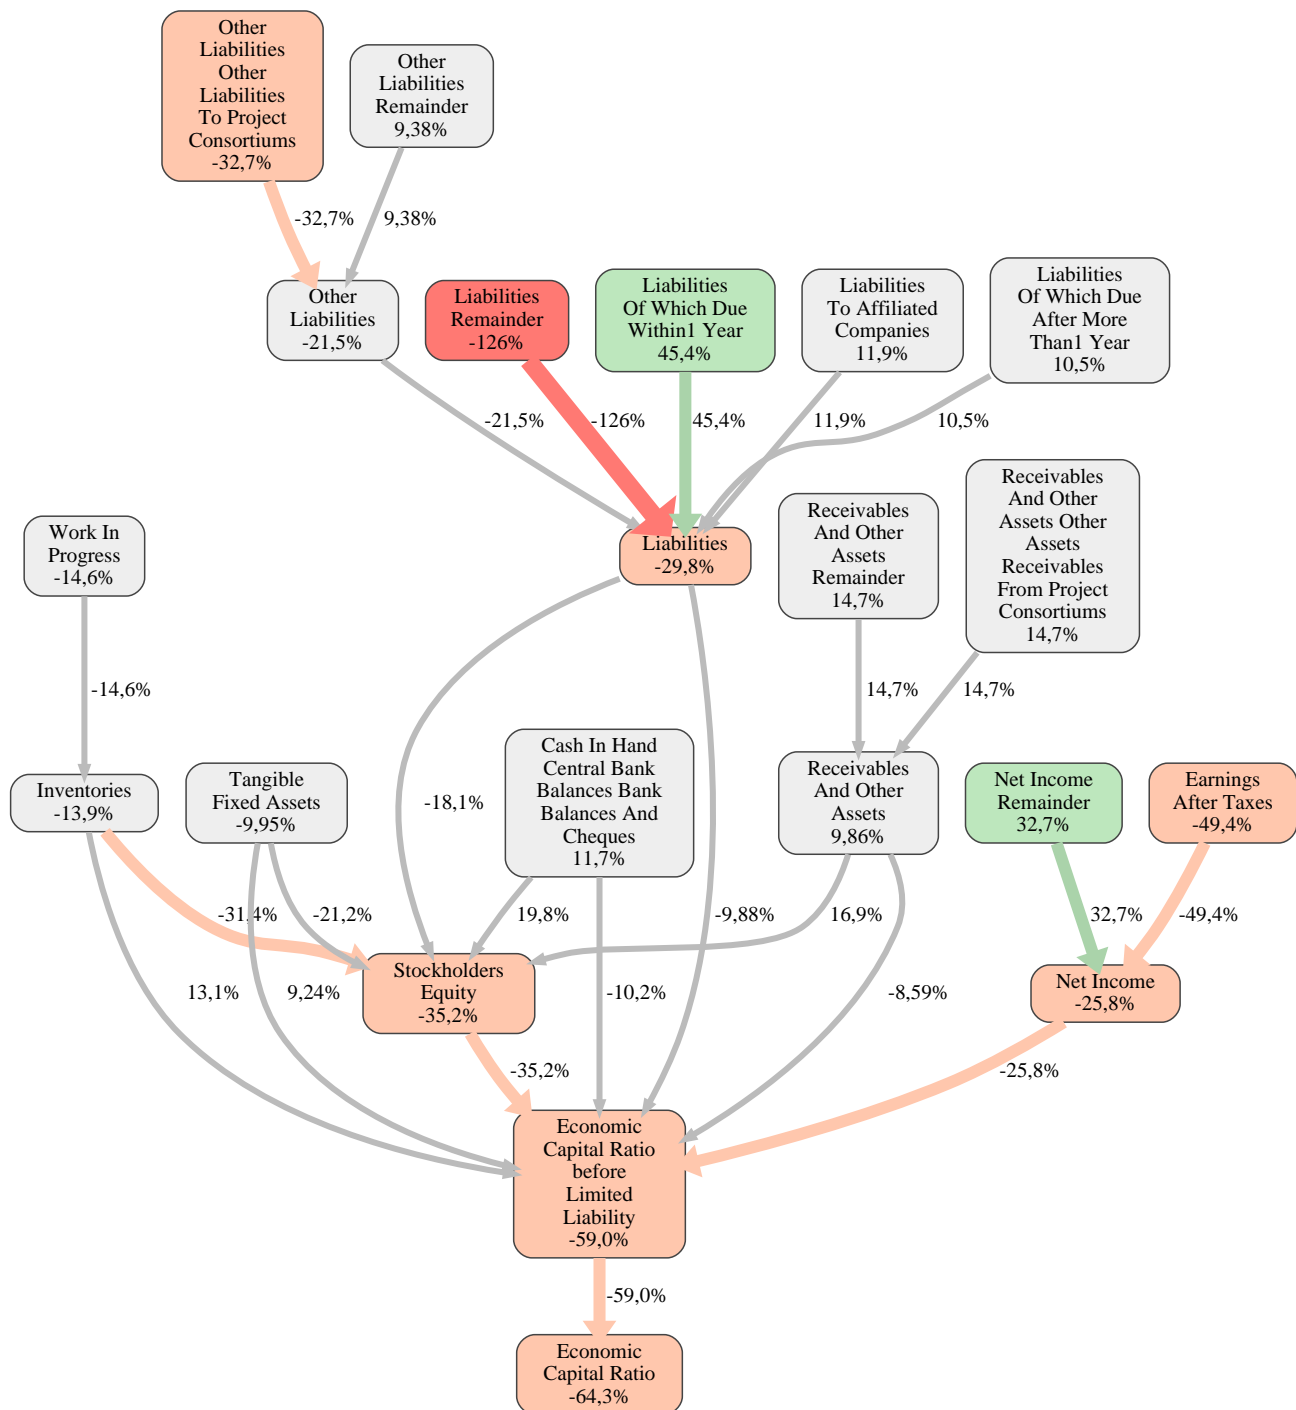 Other
Liabilities
Other
Liabilities
To Project
Consortiums
-32,7%
Other
Liabilities
Remainder
9,38%
-32,7%
9,38%
Other
Liabilities
-21,5%
Liabilities
Remainder
-126%
Liabilities
Of Which Due
Within1 Year
45,4%
Liabilities
To Affiliated
Companies
11,9%
Liabilities
Of Which Due
After More
Than1 Year
10,5%
-21,5%
-126%
45,4%
11,9%
10,5%
Work In
Progress
-14,6%
Liabilities
-29,8%
Receivables
And Other
Assets
Remainder
14,7%
Receivables
And Other
Assets Other
Assets
Receivables
From Project
Consortiums
14,7%
-14,6%
14,7%
14,7%
Inventories
-13,9%
Tangible
Fixed Assets
-9,95%
-18,1%
Cash In Hand
Central Bank
Balances Bank
Balances And
Cheques
11,7%
Receivables
And Other
Assets
9,86%
Net Income
Remainder
32,7%
Earnings
After Taxes
-49,4%
-31,4%
-21,2%
19,8%
-9,88%
16,9%
32,7%
-49,4%
13,1%
9,24%
Stockholders
Equity
-35,2%
-10,2%
-8,59%
Net Income
-25,8%
-35,2%
-25,8%
Economic
Capital Ratio
before
Limited
Liability
-59,0%
-59,0%
Economic
Capital Ratio
-64,3%